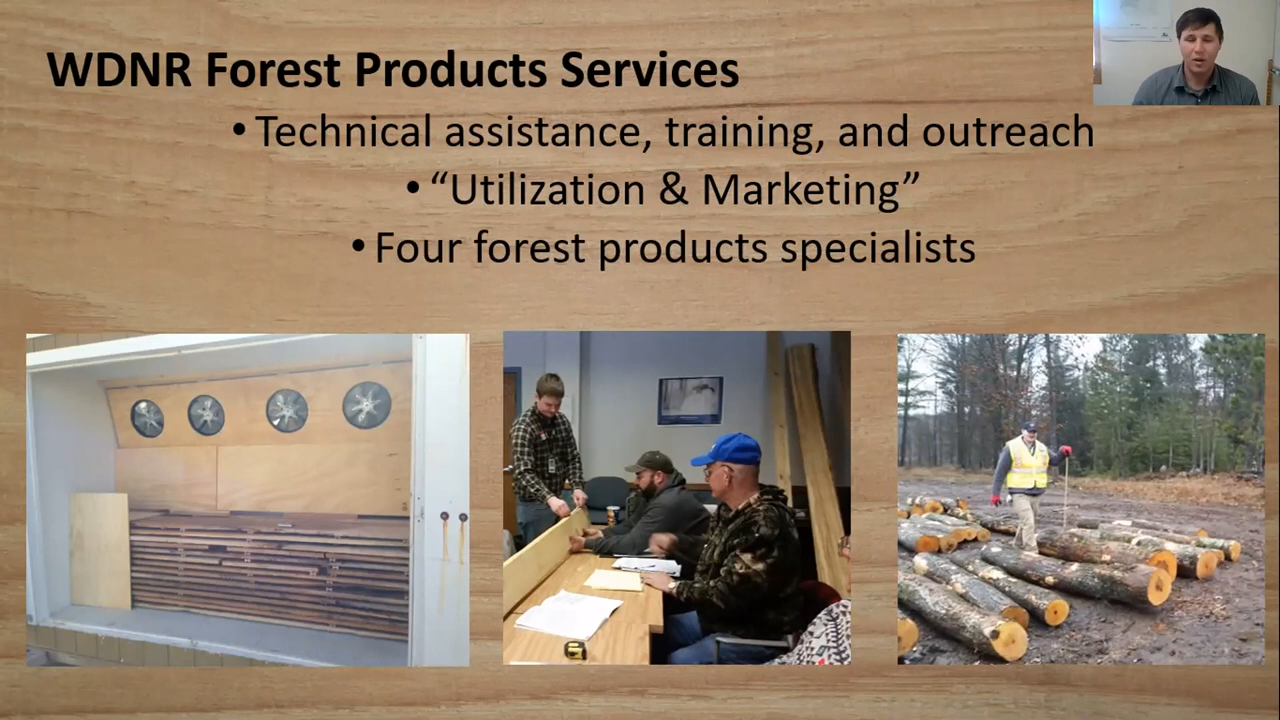 WDNR Forest Products Services
• Technical assistance, training, and outreach
• “Utilization & Marketing”
• Four forest products specialists